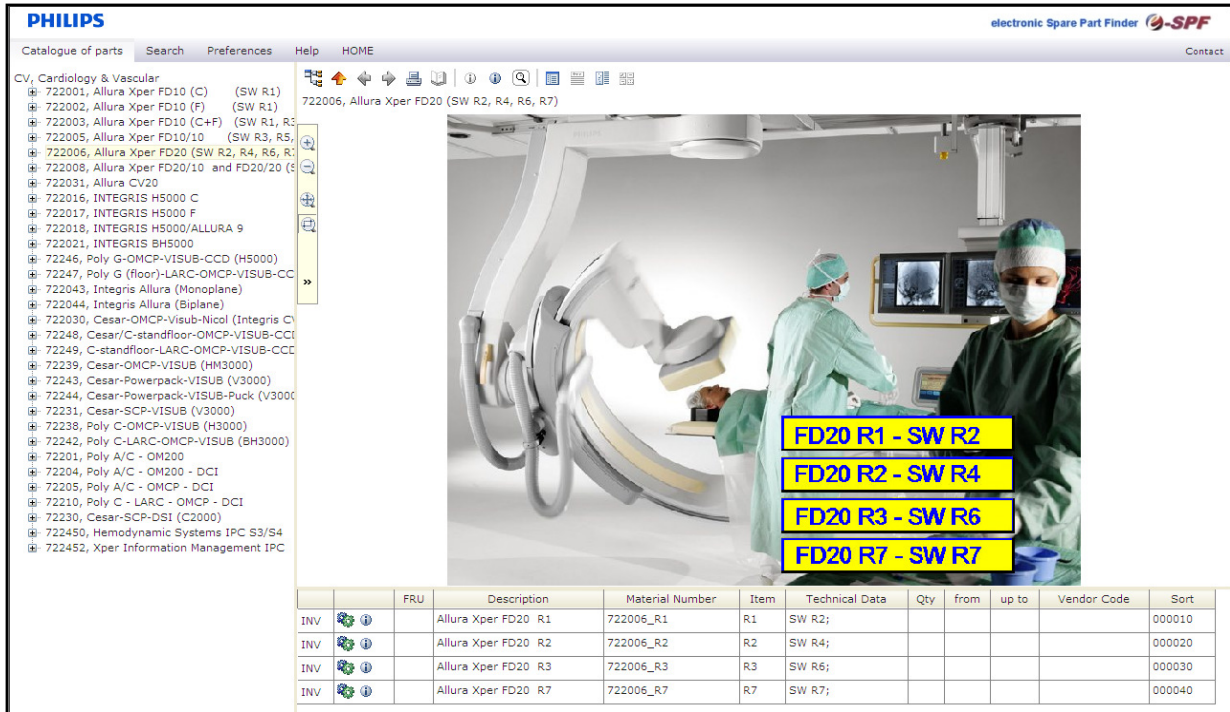 PHILIPS
electronic Spare Part Finder e-SPF
Catalogue of parts Search Preferences Help HOME Contact
CV, Cardiology & Vascular
722001, Allura Xper FD10 (C) (SW R1)
722002, Allura Xper FD10 (F) (SW R1)
722003, Allura Xper FD10 (C+F) (SW R1, R3
722005, Allura Xper FD10/10 (SW R3, R5,
722006, Allura Xper FD20 (SW R2, R4, R6, R7
722008, Allura Xper FD20/10 and FD20/20 (S
722031, Allura CV20
722016, INTEGRIS H5000 C
722017, INTEGRIS H5000 F
722018, INTEGRIS H5000/ALLURA 9
722021, INTEGRIS BH5000
72246, Poly G-OMCP-VISUB-CCD (H5000)
72247, Poly G (floor)-LARC-OMCP-VISUB-CC
722043, Integris Allura (Monoplane)
722044, Integris Allura (Biplane)
722030, Cesar-OMCP-Visub-Nicol (Integris CV
72248, Cesar/C-standfloor-OMCP-VISUB-CCD
72249, C-standfloor-LARC-OMCP-VISUB-CCD
72239, Cesar-OMCP-VISUB (HM3000)
72243, Cesar-Powerpack-VISUB (V3000)
72244, Cesar-Powerpack-VISUB-Puck (V3000
72231, Cesar-SCP-VISUB (V3000)
72238, Poly C-OMCP-VISUB (H3000)
72242, Poly C-LARC-OMCP-VISUB (BH3000)
72201, Poly A/C - OM200
72204, Poly A/C - OM200 - DCI
72205, Poly A/C - OMCP - DCI
72210, Poly C - LARC - OMCP - DCI
72230, Cesar-SCP-DSI (C2000)
722450, Hemodynamic Systems IPC S3/S4
722452, Xper Information Management IPC
722006, Allura Xper FD20 (SW R2, R4, R6, R7)
PHILIPS
FD20 R1 - SW R2
FD20 R2 - SW R4
FD20 R3 - SW R6
FD20 R7 - SW R7
FRU Description Material Number Item Technical Data Qty from up to Vendor Code Sort
INV Allura Xper FD20 R1 722006_R1 R1 SW R2; 000010
INV Allura Xper FD20 R2 722006_R2 R2 SW R4; 000020
INV Allura Xper FD20 R3 722006_R3 R3 SW R6; 000030
INV Allura Xper FD20 R7 722006_R7 R7 SW R7; 000040